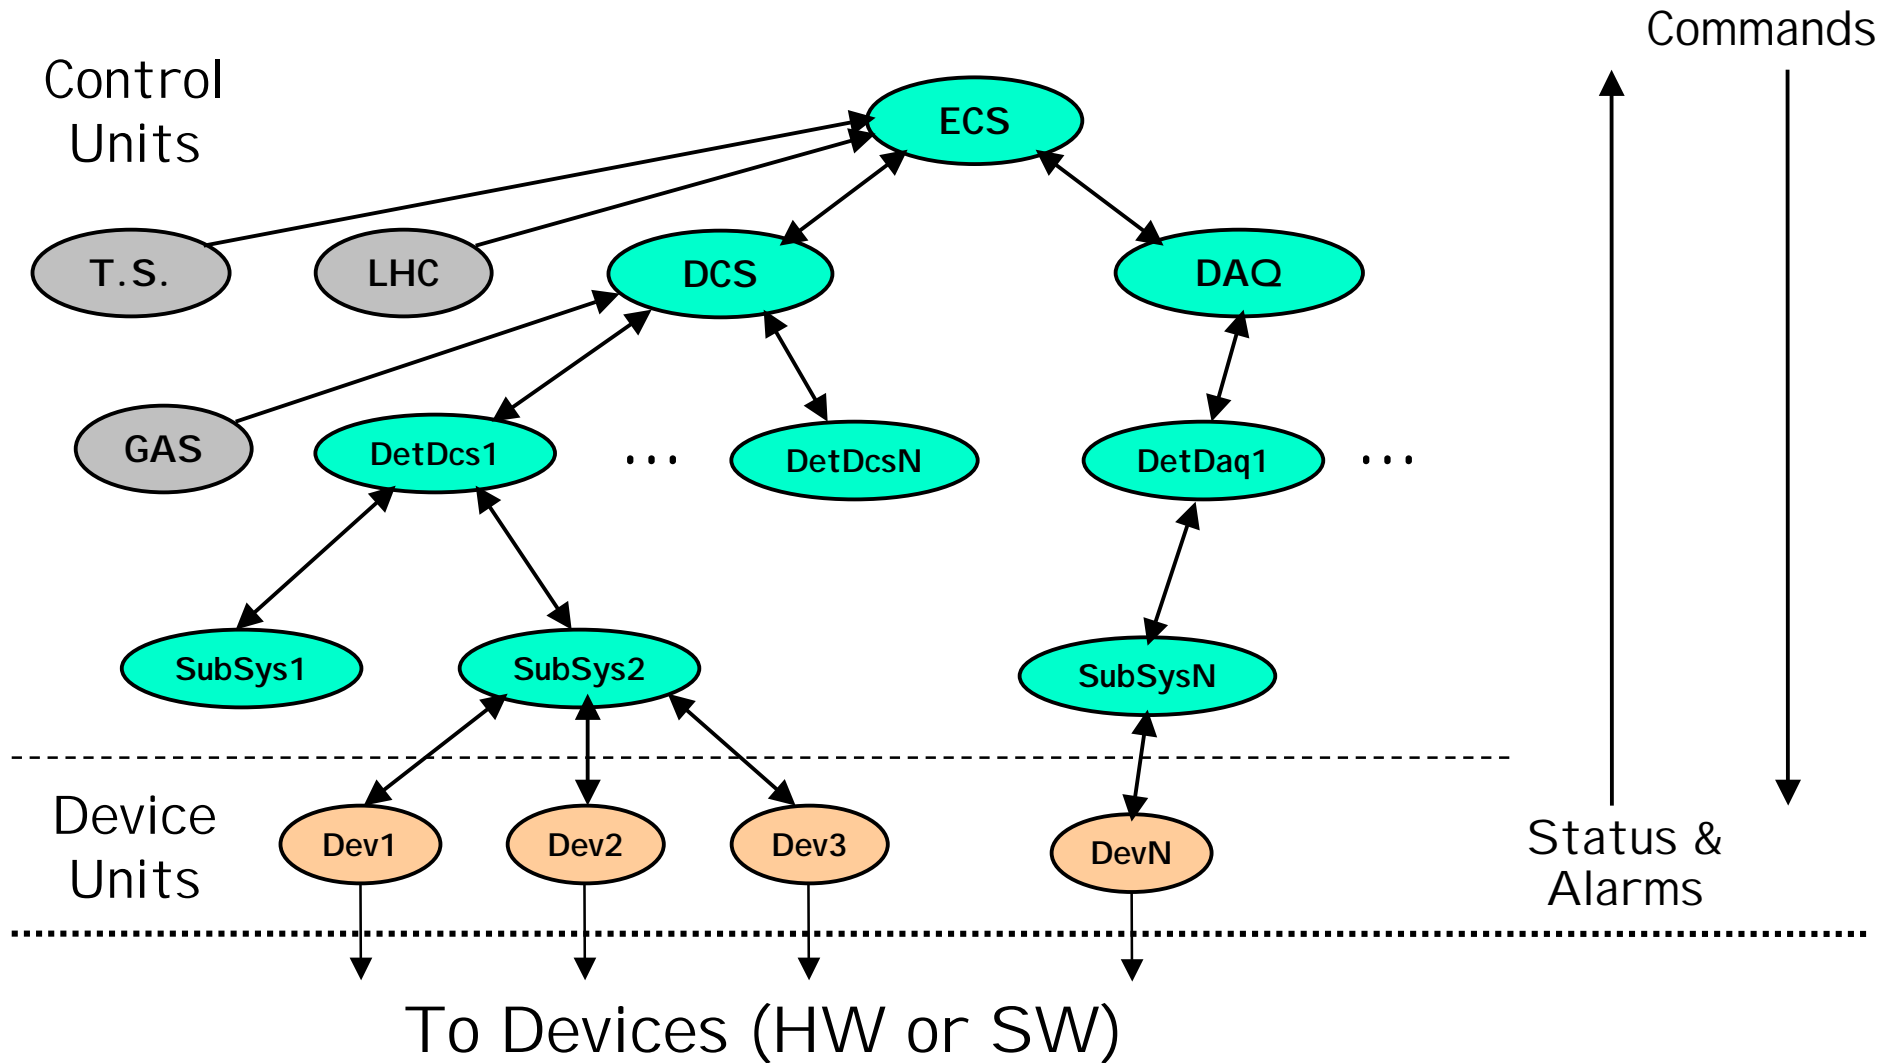 Commands
Control
Units
ECS
T.S.
LHC
DCS
DAQ
GAS
DetDcs1
...
DetDcsN
DetDaq1
...
SubSys1
SubSys2
SubSysN
Device
Units
Dev1
Dev2
Dev3
DevN
Status &
Alarms
To Devices (HW or SW)